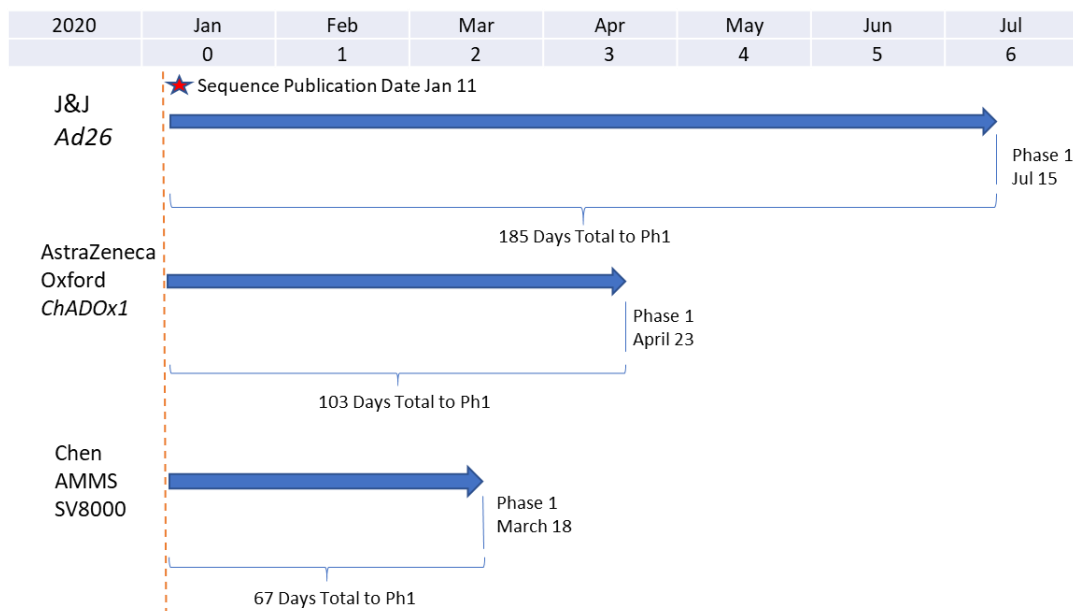 2020 Jan Feb Mar Apr May Jun Jul
0 1 2 3 4 5 6
Sequence Publication Date Jan 11
J&J
Ad26
Phase 1
Jul 15
185 Days Total to Ph1
AstraZeneca
Oxford
ChADOx1
Phase 1
April 23
103 Days Total to Ph1
Chen
AMMS
SV8000
Phase 1
March 18
67 Days Total to Ph1